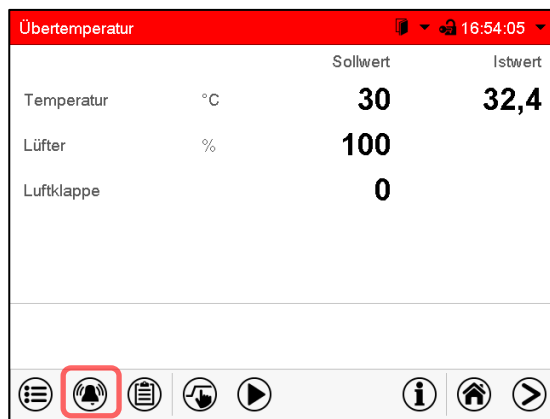 Übertemperatur 16:54:05
Sollwert Istwert
Temperatur °C 30 32,4
Lüfter % 100
Luftklappe 0